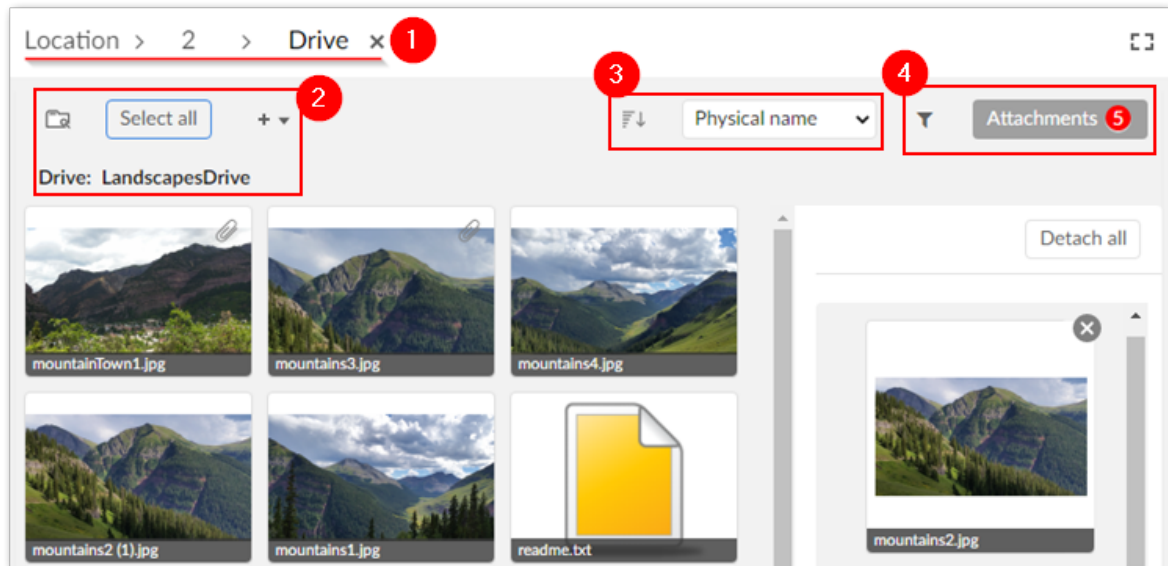 Location > 2 > Drive × 1
2
3
4
Select all + 
Physical name
Attachments 5
Drive: LandscapesDrive
Detach all
mountainTown1.jpg
mountains3.jpg
mountains4.jpg
mountains2 (1).jpg
mountains1.jpg
readme.txt
mountains2.jpg